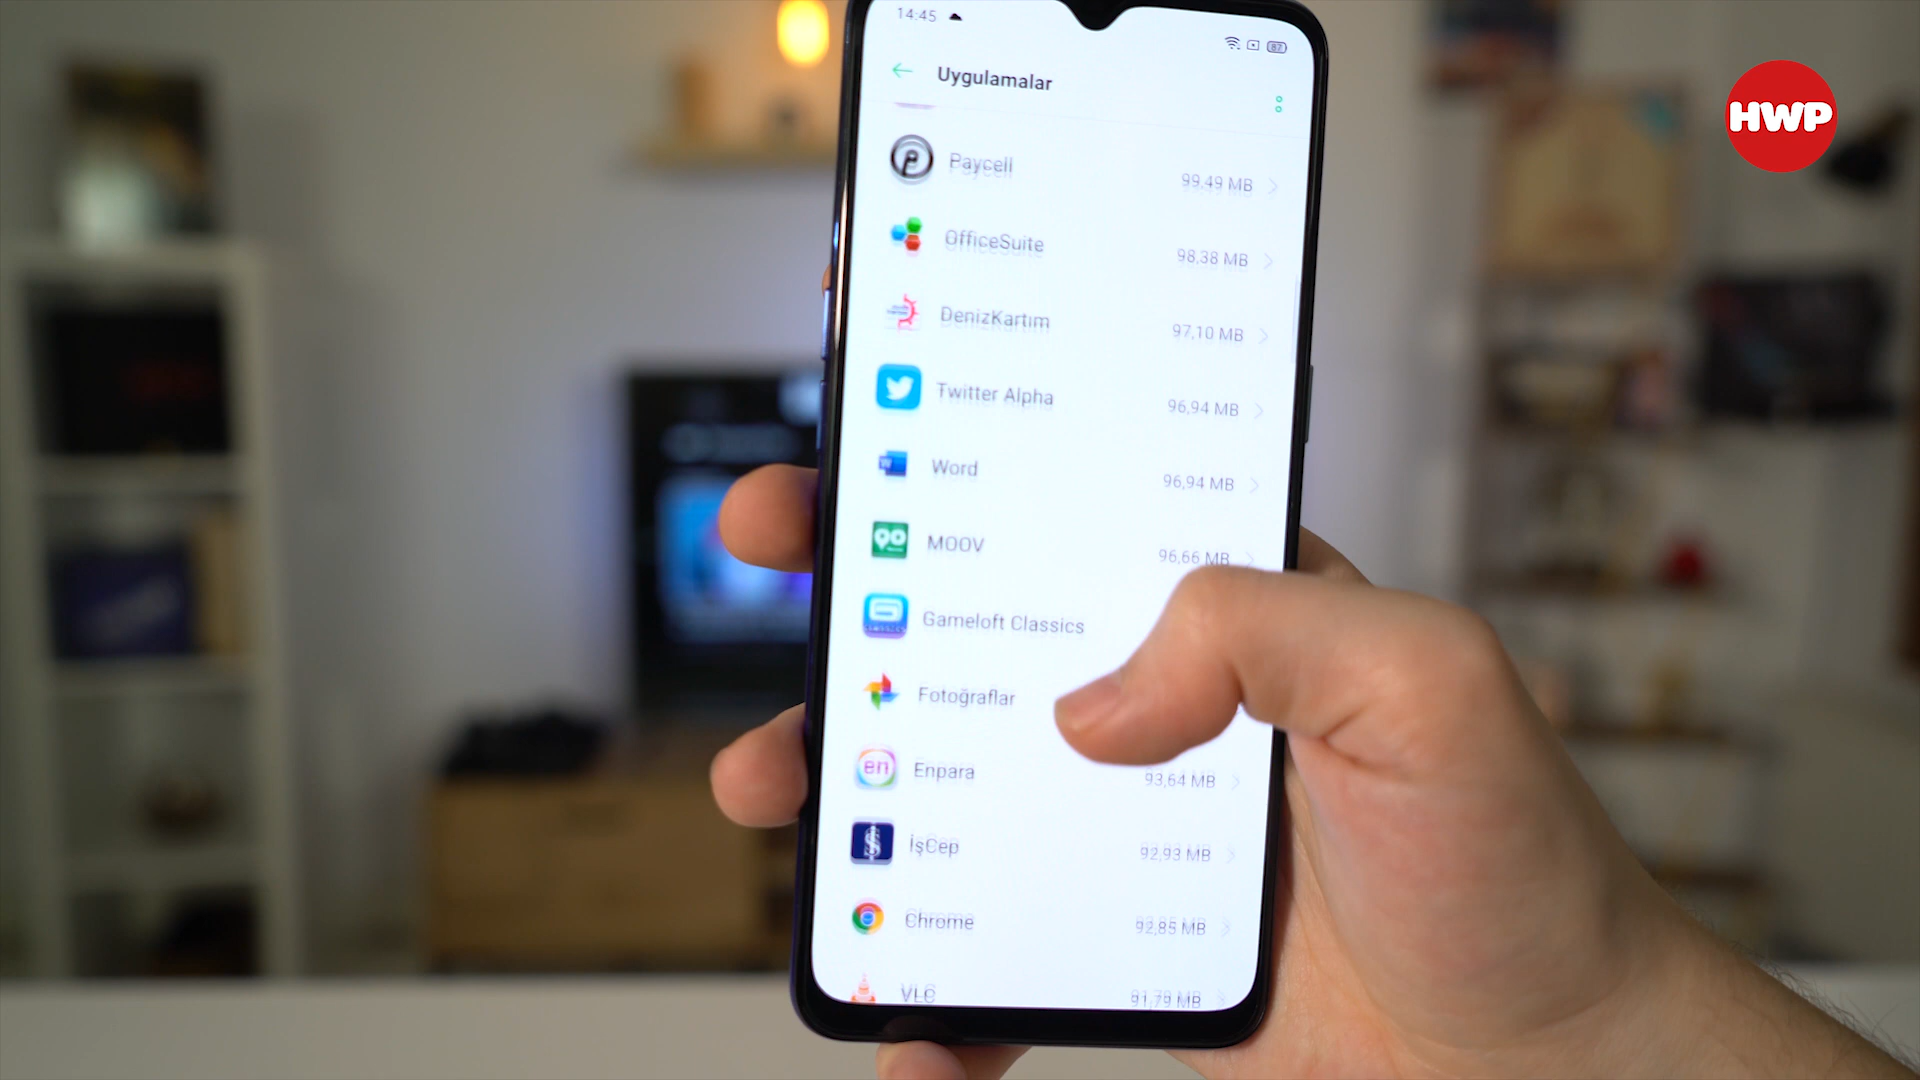 14:45
87
Uygulamalar
HWP
Paycell
99.49 MB
OfficeSuite
98,38 MB
DenizKartım
97,10 MB
Twitter Alpha
96,94 MB
Word
96,94 MB
MOOV
96,66 MB
Gameloft Classics
Fotoğraflar
en
Enpara
93,64 MB
İşCep
92,93 MB
Chrome
92,85 MB
VLC
91,79 MB